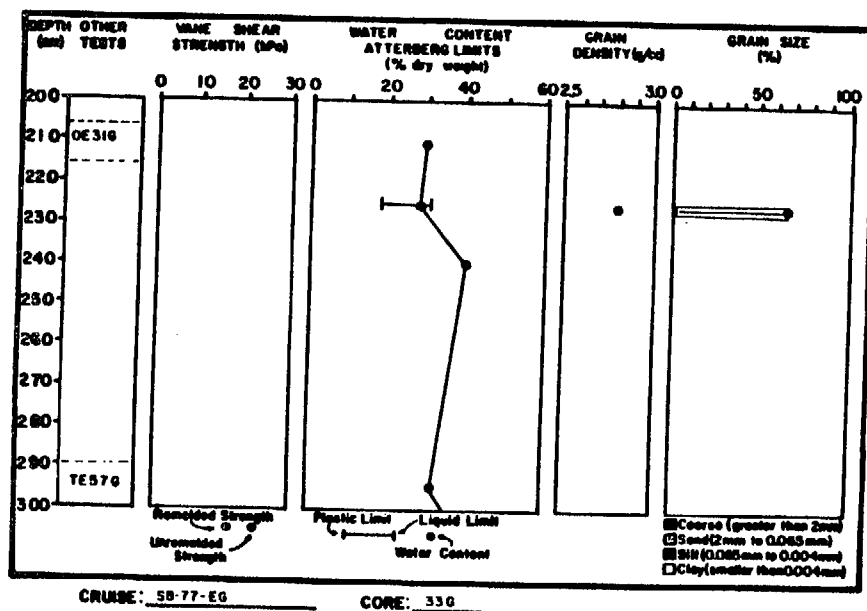 DEPTH OTHER VANE SHEAR WATER CONTENT GRAIN GRAIN SIZE
(cm) TESTS STRENGTH (kPa) ATTERBERG LIMITS DENSITY (g/cc) (%)
(% dry weight)
0 10 20 30 0 20 40 60 2.5 3.0 0 50 100
200
210
OE31G
220
230
240
250
260
270
280
290
TE57G
300
Remolded Strength
Unremolded
Strength
Plastic Limit Liquid Limit
Water Content
Coarse (greater than 2mm)
Sand (2mm to 0.065mm)
Silt (0.065mm to 0.004mm)
Clay (smaller than 0.004mm)
CRUISE: SB-77-EG CORE: 33G